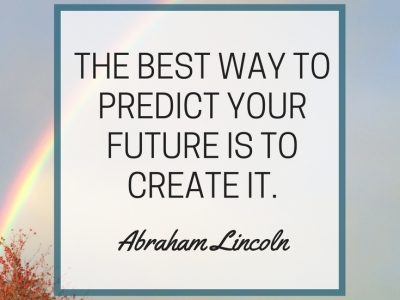 THE BEST WAY TO
PREDICT YOUR
FUTURE IS TO
CREATE IT.
Abraham Lincoln